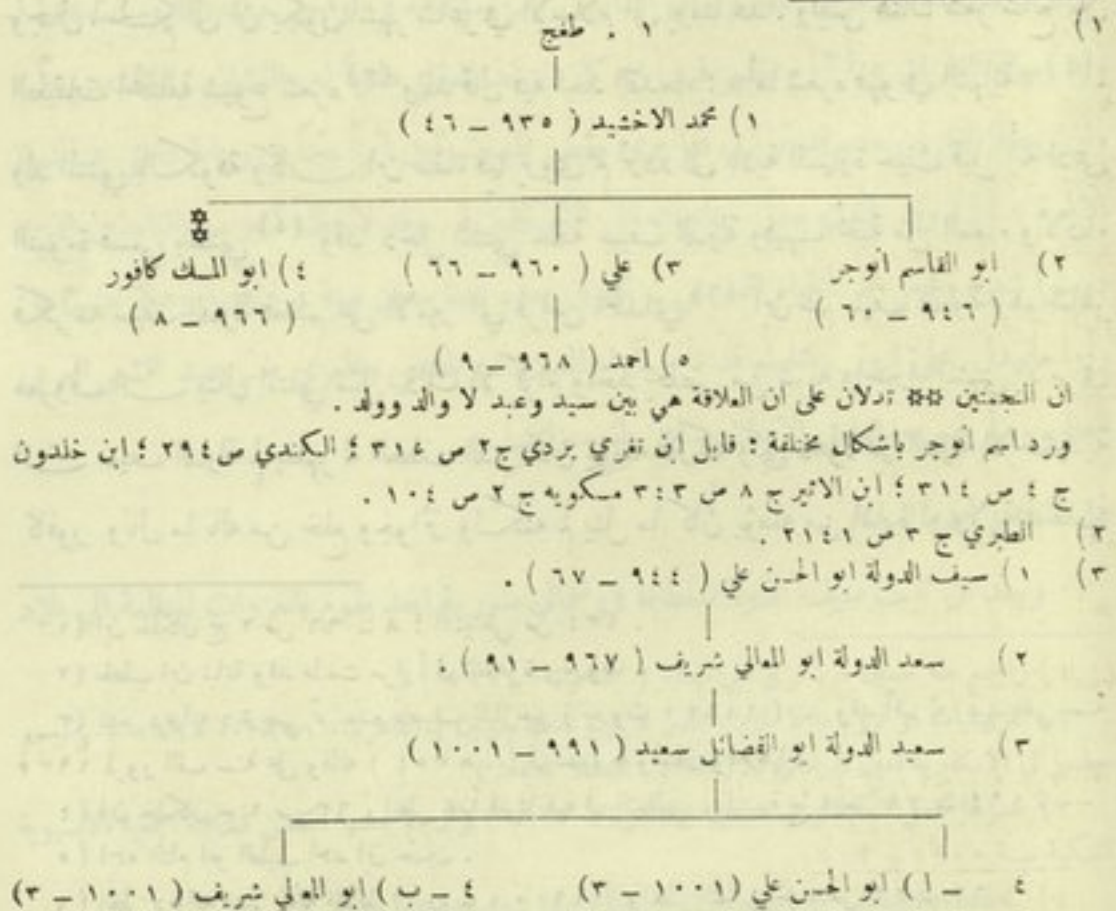 ١)
١ . طغج
١) محمد الاخشيد ( ٩٣٥ – ٤٦ )
٢) ابو القاسم أنوجر
( ٩٤٦ – ٦٠ )
٣) علي ( ٩٦٠ – ٦٦ )
⁂ ٤) ابو المسك كافور
( ٩٦٦ – ٨ )
٥) احمد ( ٩٦٨ – ٩ )
ان النجمتين ** تدلان على ان العلاقة هي بين سيد وعبد لا والد وولد .
ورد اسم أنوجر باشكال مختلفة : قابل ابن تغري بردي ج٢ ص ٣١٤ ؛ الكندي ص ٢٩٤ ؛ ابن خلدون
ج ٤ ص ٣١٤ ؛ ابن الاثير ج ٨ ص ٣٤٣ مسكويه ج ٢ ص ١٠٤ .
٢) الطبري ج ٣ ص ٢١٤١ .
٣) ١) سيف الدولة ابو الحسن علي ( ٩٤٤ – ٦٧ ) .
٢) سعد الدولة ابو المعالي شريف ( ٩٦٧ – ٩١ ) .
٣) سعيد الدولة ابو الفضائل سعيد ( ٩٩١ – ١٠٠١ )
٤ – ا ) ابو الحسن علي ( ١٠٠١ – ٣ )
٤ – ب ) ابو المعالي شريف ( ١٠٠١ – ٣ )